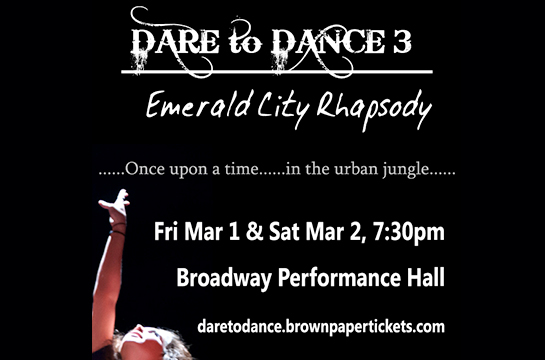 DARE to DANCE 3
Emerald City Rhapsody
......Once upon a time......in the urban jungle......
Fri Mar 1 & Sat Mar 2, 7:30pm
Broadway Performance Hall
daretodance.brownpapertickets.com